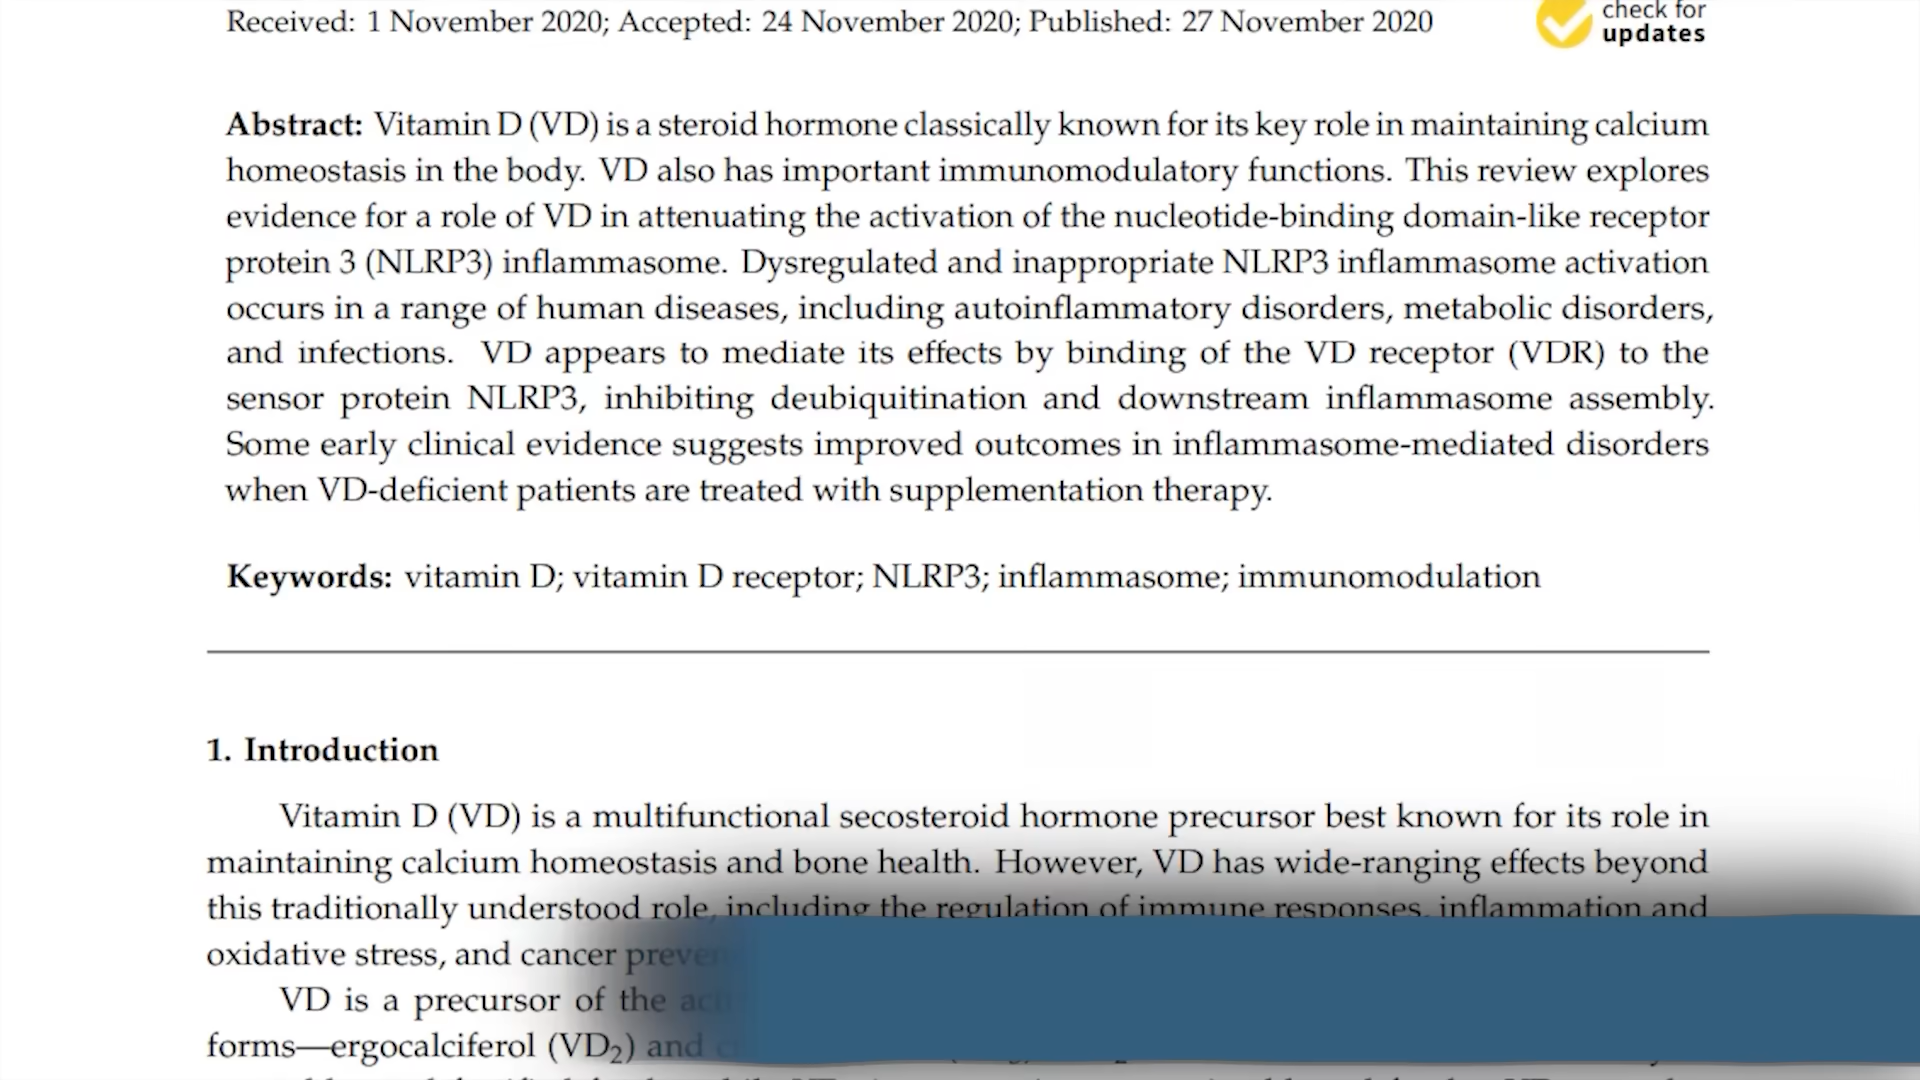 Received: 1 November 2020; Accepted: 24 November 2020; Published: 27 November 2020
check for
updates
Abstract: Vitamin D (VD) is a steroid hormone classically known for its key role in maintaining calcium
homeostasis in the body. VD also has important immunomodulatory functions. This review explores
evidence for a role of VD in attenuating the activation of the nucleotide-binding domain-like receptor
protein 3 (NLRP3) inflammasome. Dysregulated and inappropriate NLRP3 inflammasome activation
occurs in a range of human diseases, including autoinflammatory disorders, metabolic disorders,
and infections. VD appears to mediate its effects by binding of the VD receptor (VDR) to the
sensor protein NLRP3, inhibiting deubiquitination and downstream inflammasome assembly.
Some early clinical evidence suggests improved outcomes in inflammasome-mediated disorders
when VD-deficient patients are treated with supplementation therapy.
Keywords: vitamin D; vitamin D receptor; NLRP3; inflammasome; immunomodulation
1. Introduction
Vitamin D (VD) is a multifunctional secosteroid hormone precursor best known for its role in
maintaining calcium homeostasis and bone health. However, VD has wide-ranging effects beyond
this traditionally understood role, including the regulation of immune responses, inflammation and
oxidative stress, and cancer
VD is a precursor of the
forms—ergocalciferol (VD₂) and